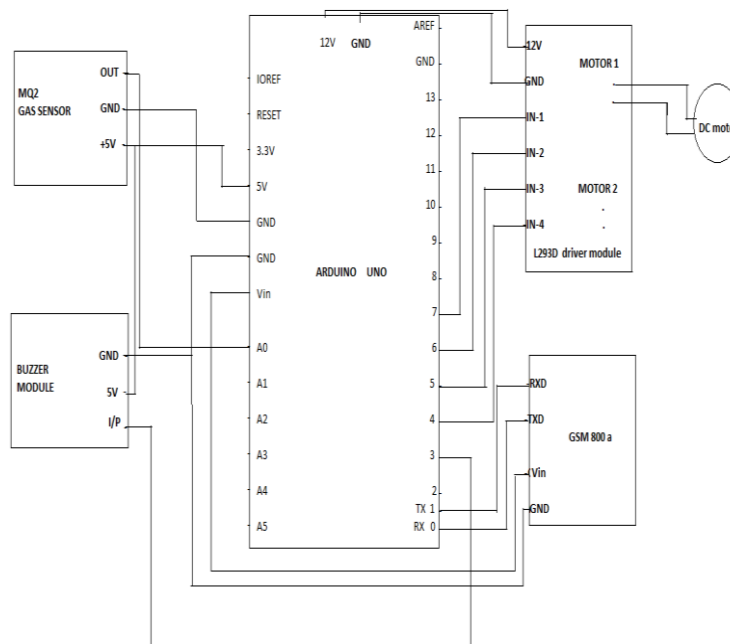 OUT
MQ2
GAS SENSOR
GND
+5V
BUZZER
MODULE
GND
5V
I/P
12V GND
IOREF
RESET
3.3V
5V
GND
GND
Vin
A0
A1
A2
A3
A4
A5
ARDUINO UNO
AREF
GND
13
12
11
10
9
8
7
6
5
4
3
2
TX 1
RX 0
12V
GND
IN-1
IN-2
IN-3
IN-4
MOTOR 1
MOTOR 2
L293D driver module
DC moto
RXD
TXD
Vin
GND
GSM 800 a